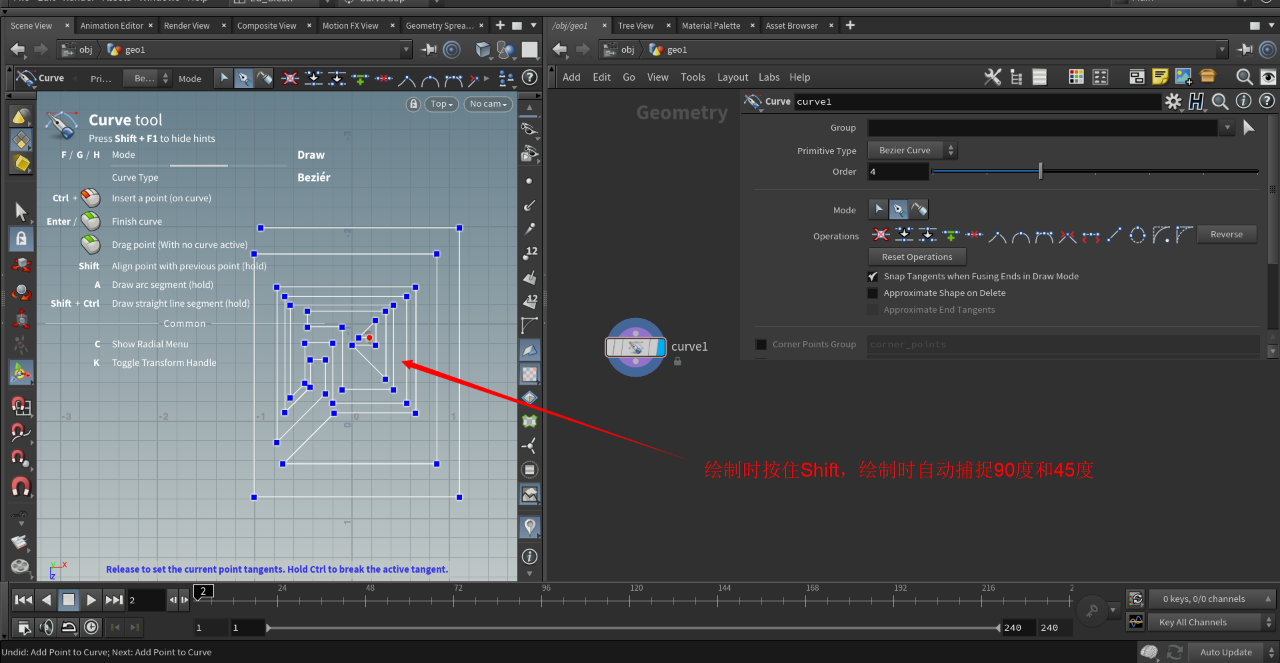 Scene View
Animation Editor
Render View
Composite View
Motion FX View
Geometry Sprea...
/obj/geo1
Tree View
Material Palette
Asset Browser
obj
geo1
obj
geo1
Curve
Pri...
Be...
Mode
Add
Edit
Go
View
Tools
Layout
Labs
Help
Top
No cam
Curve tool
Press Shift + F1 to hide hints
F / G / H Mode Draw
Curve Type Beziér
Ctrl + Insert a point (on curve)
Enter / Finish curve
Drag point (With no curve active)
Shift Align point with previous point (hold)
A Draw arc segment (hold)
Shift + Ctrl Draw straight line segment (hold)
Common
C Show Radial Menu
K Toggle Transform Handle
-3
-2
-1
0
1
2
2
0
1
12
12
Release to set the current point tangents. Hold Ctrl to break the active tangent.
Geometry
Curve curve1
Group
Primitive Type Bezier Curve
Order 4
Mode
Operations Reverse
Reset Operations
Snap Tangents when Fusing Ends in Draw Mode
Approximate Shape on Delete
Approximate End Tangents
Corner Points Group corner_points
curve1
绘制时按住Shift，绘制时自动捕捉90度和45度
2
2
24
48
72
96
120
144
168
192
216
2
1
1
240
240
0 keys, 0/0 channels
Key All Channels
Undid: Add Point to Curve; Next: Add Point to Curve
Auto Update